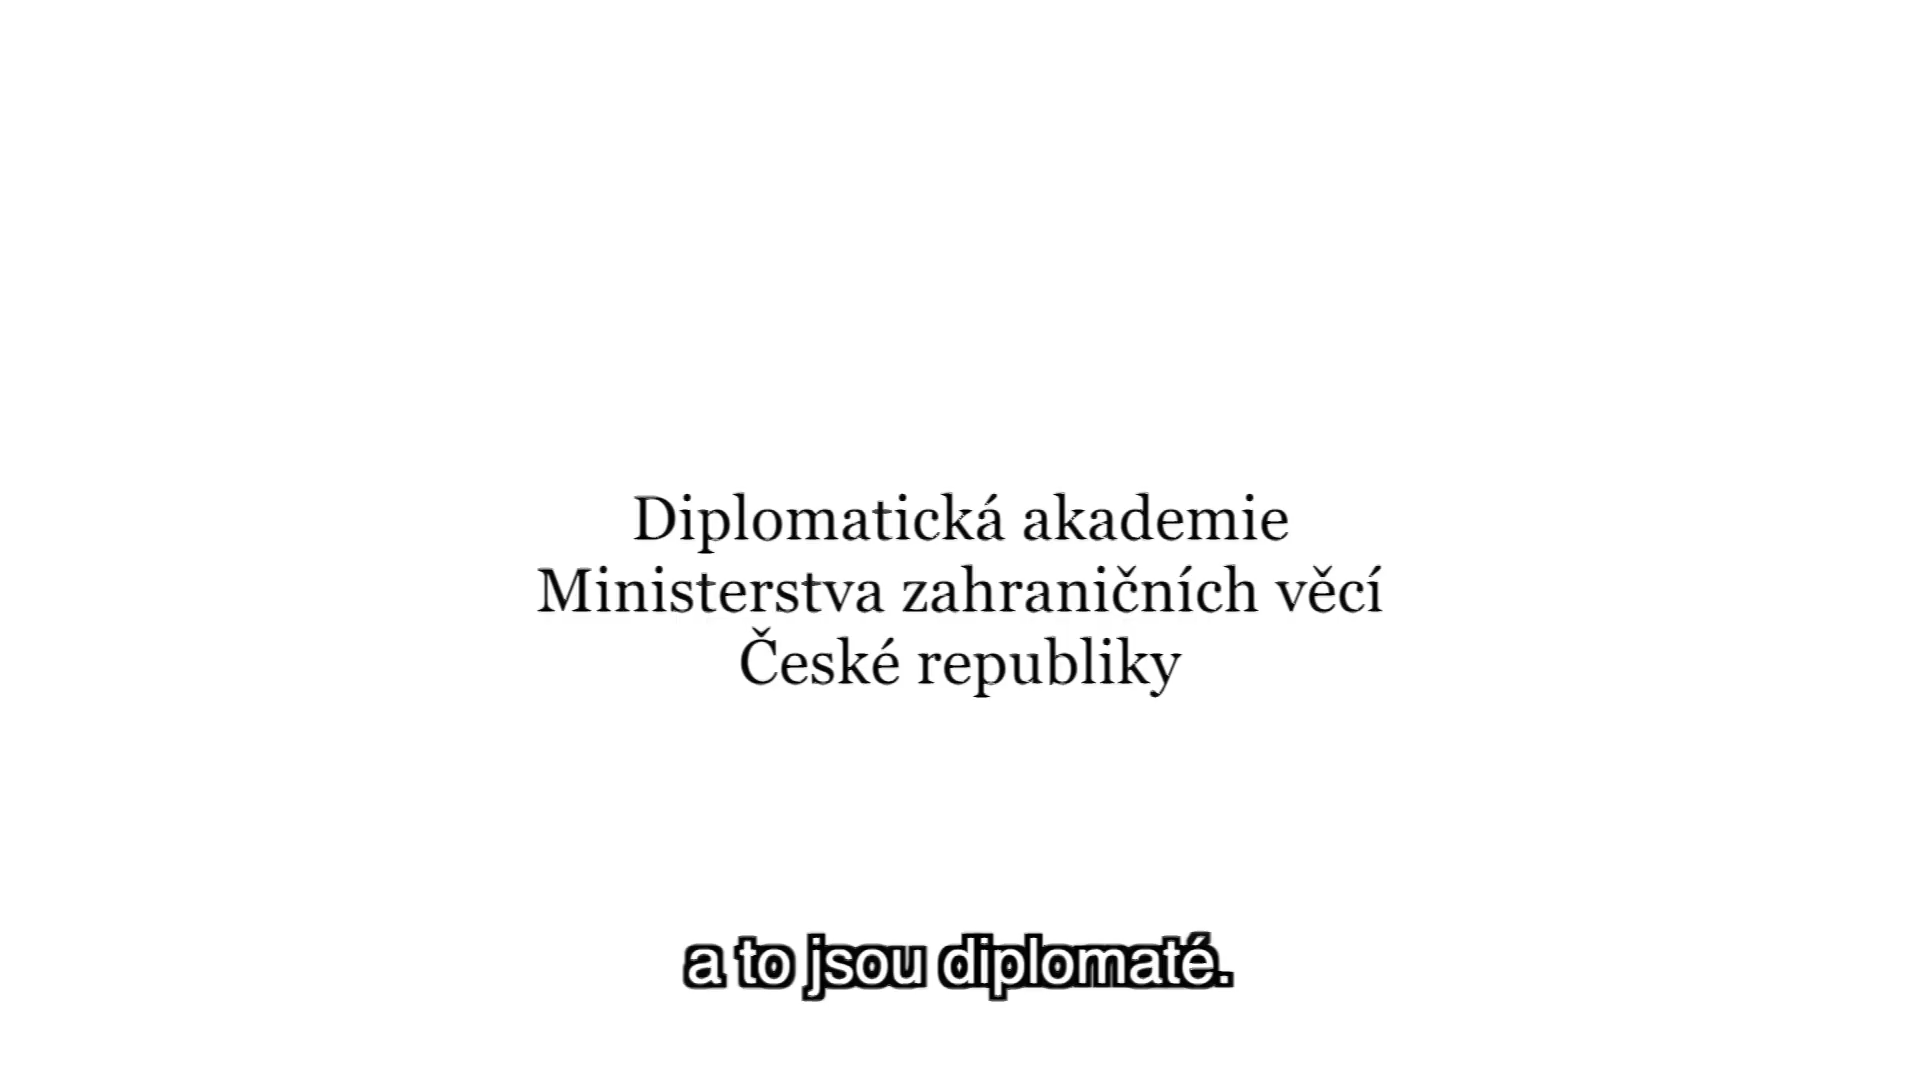 Diplomatická akademie
Ministerstva zahraničních věcí
České republiky
a to jsou diplomaté.